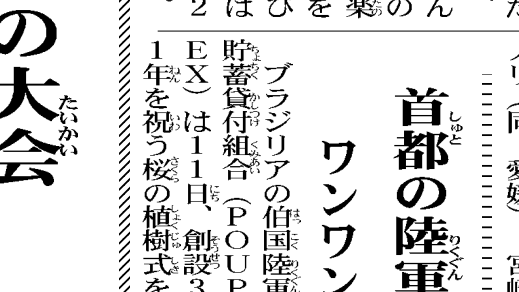 首都の陸軍
ワンワン
ブラジリアの伯国陸軍
貯蓄貸付組合（ＰＯＵＰ
ＥＸ）は１１日、創設３
１年を祝う桜の植樹式を
の大会